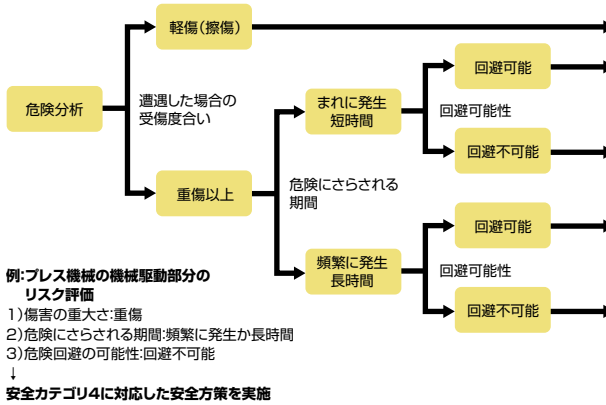 軽傷(擦傷)
回避可能
危険分析
遭遇した場合の
受傷度合い
まれに発生
短時間
回避可能性
回避不可能
重傷以上
危険にさらされる
期間
回避可能
頻繁に発生
長時間
回避可能性
回避不可能
例:プレス機械の機械駆動部分の
リスク評価
1)傷害の重大さ:重傷
2)危険にさらされる期間:頻繁に発生か長時間
3)危険回避の可能性:回避不可能
↓
安全カテゴリ4に対応した安全方策を実施